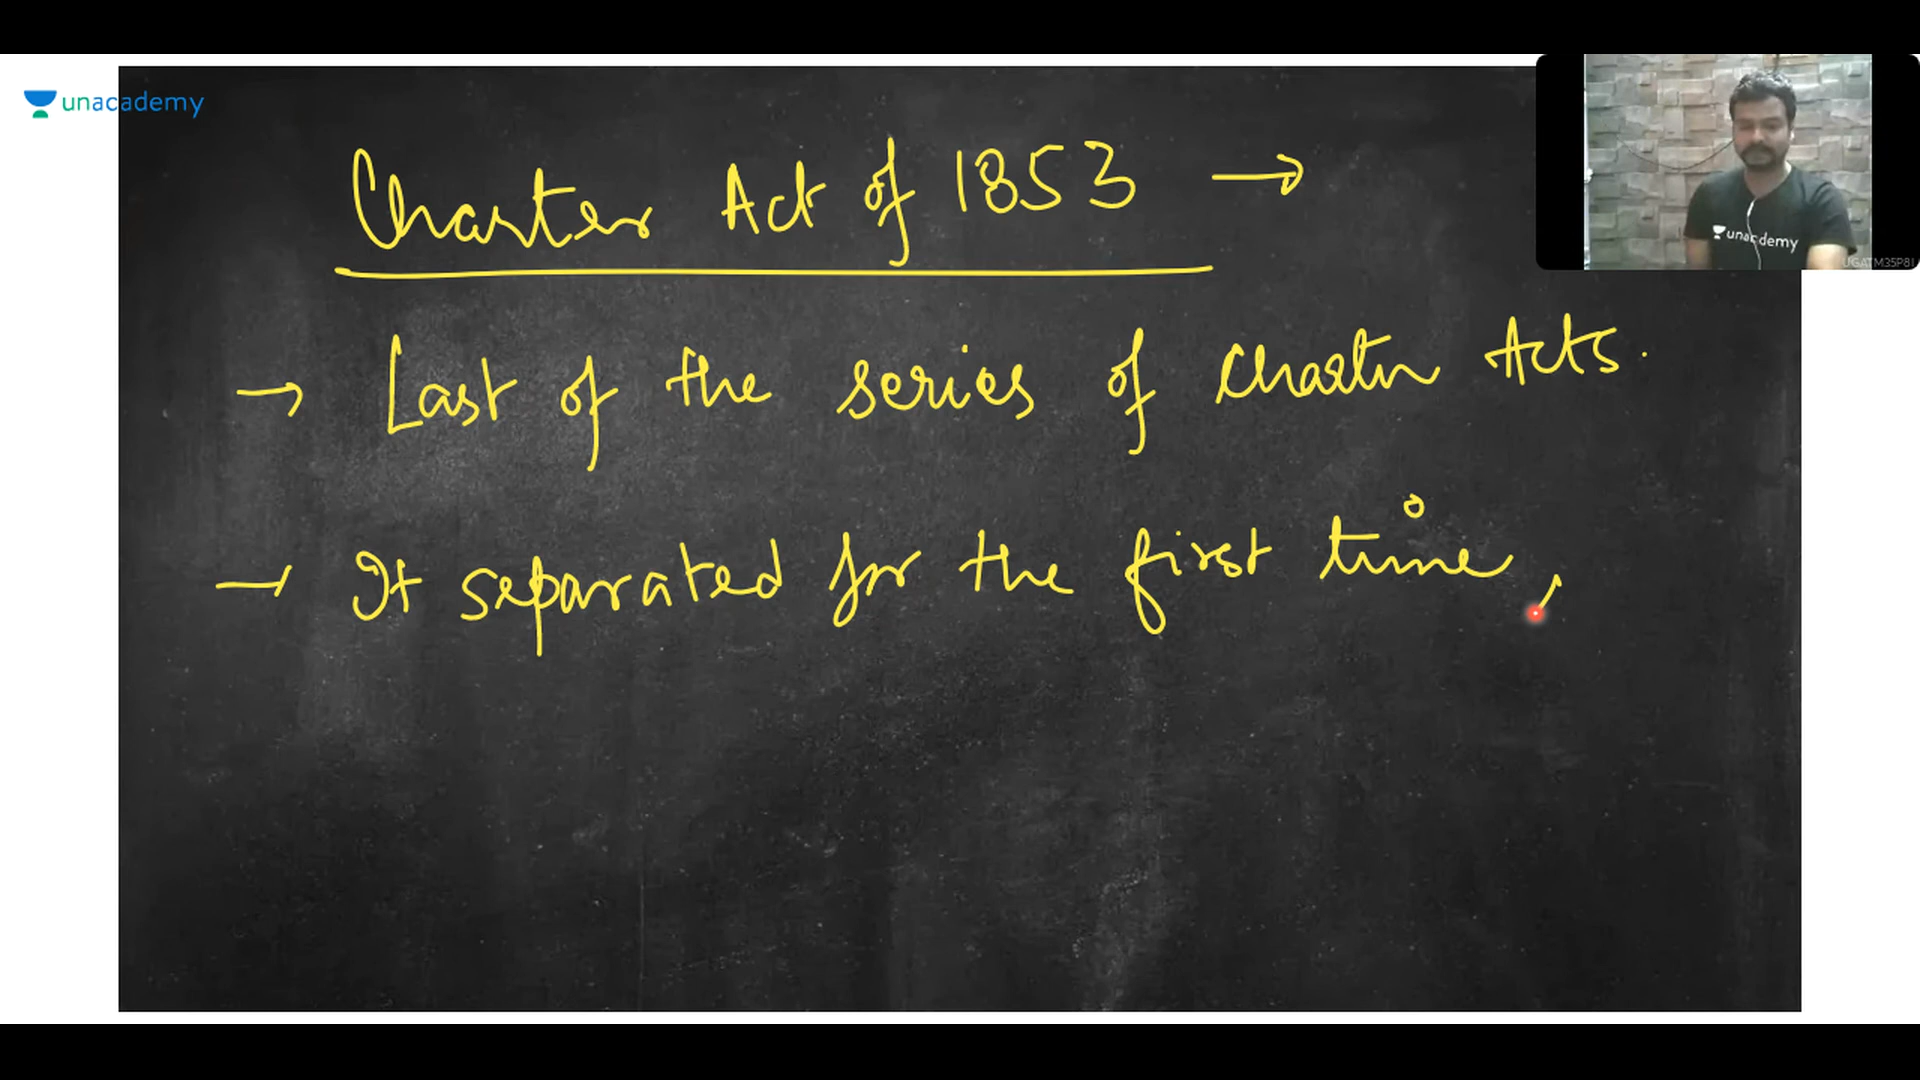 unacademy
Charter Act of 1853 →
→ Last of the series of Charter Acts.
→ It separated for the first time,
unacademy
UGATM35P8I